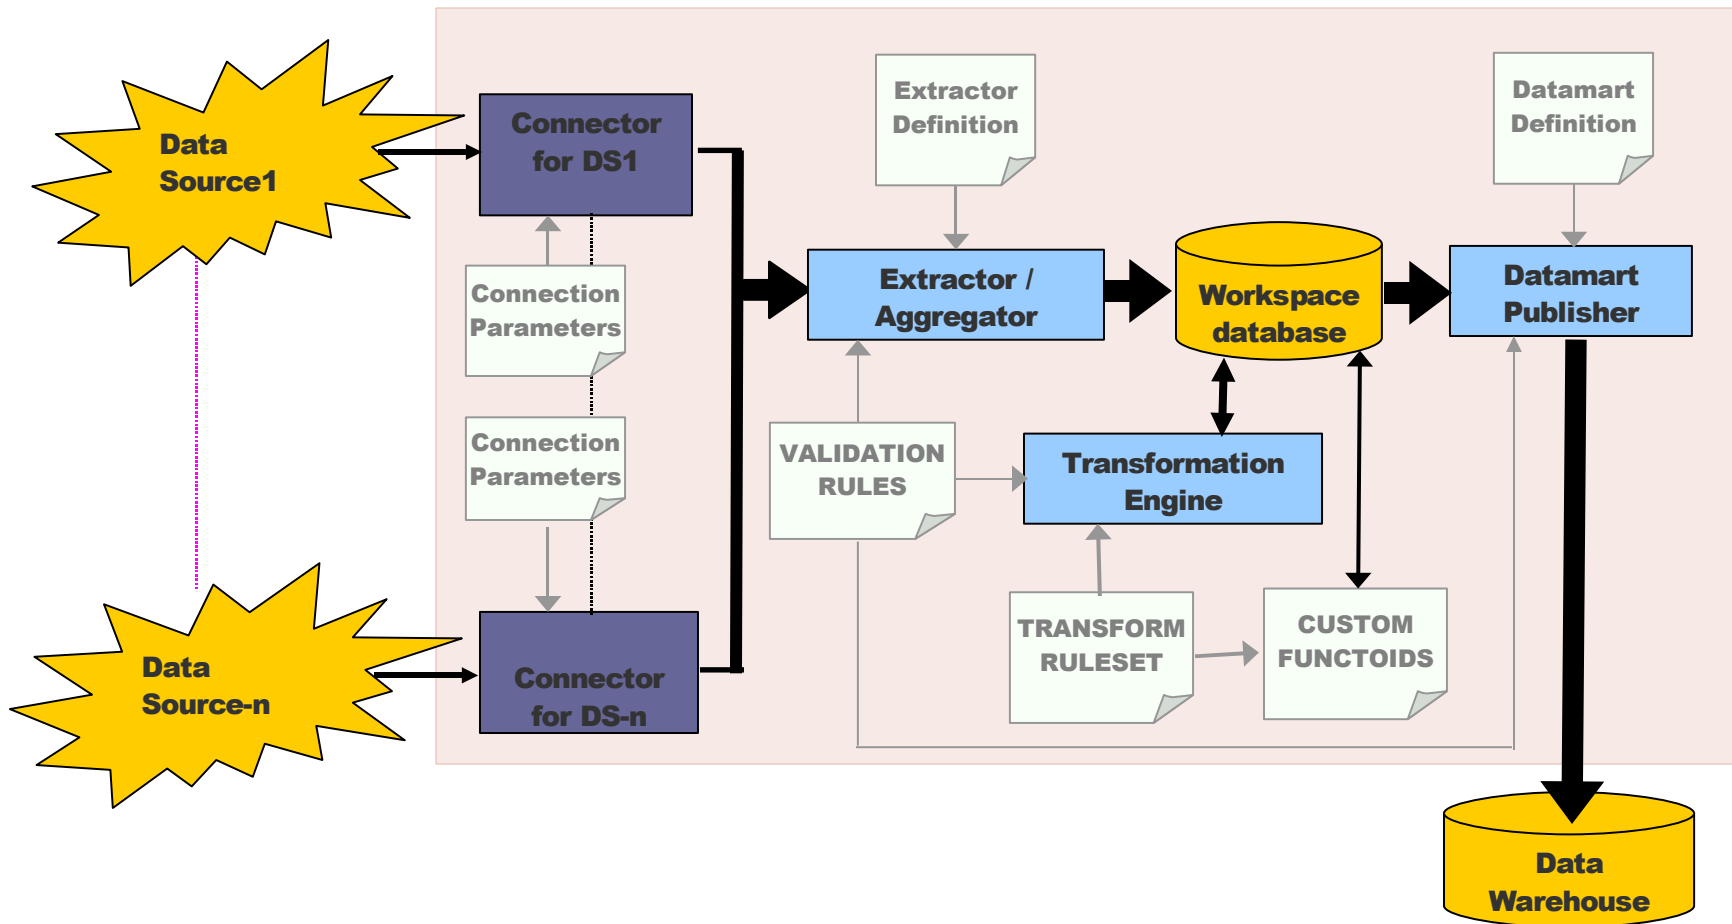 Data
Source1
Connector
for DS1
Extractor
Definition
Datamart
Definition
Connection
Parameters
Extractor /
Aggregator
Workspace
database
Datamart
Publisher
Connection
Parameters
VALIDATION
RULES
Transformation
Engine
TRANSFORM
RULESET
CUSTOM
FUNCTOIDS
Data
Source-n
Connector
for DS-n
Data
Warehouse